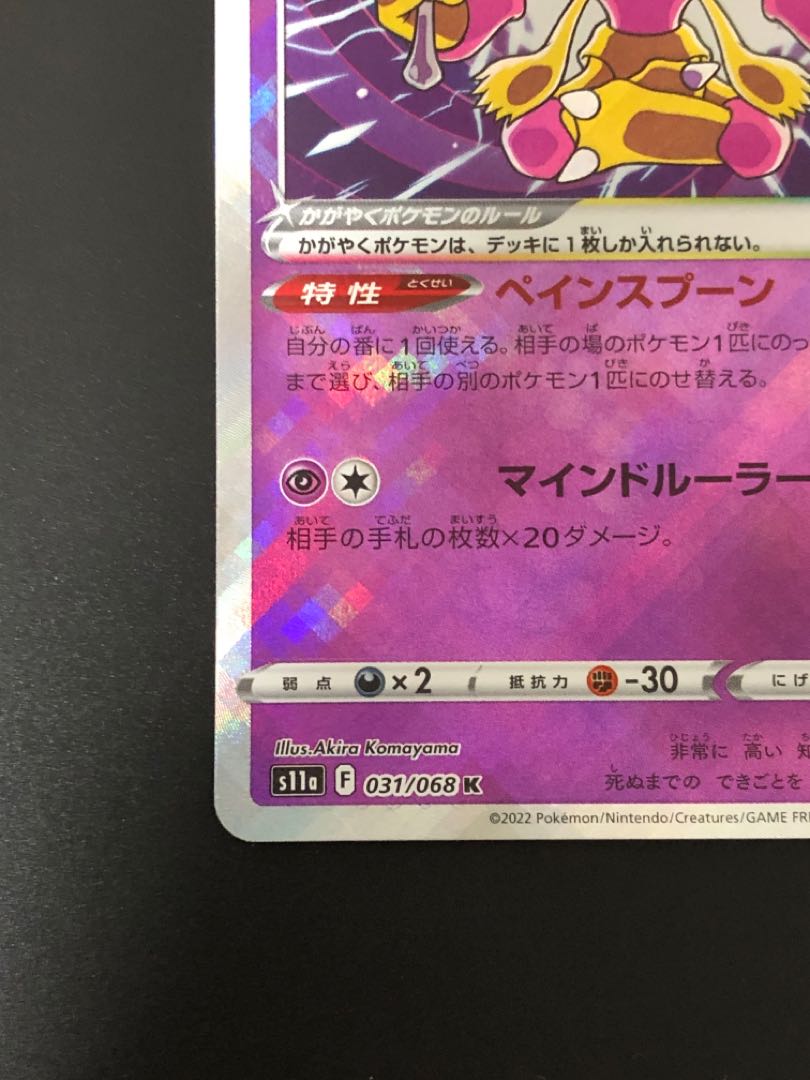 かがやくポケモンのルール
かがやくポケモンは、デッキに1枚しか入れられない。
特性 とくせい ペインスプーン
自分の番に1回使える。相手の場のポケモン1匹にのっ
まで選び、相手の別のポケモン1匹にのせ替える。
マインドルーラー
相手の手札の枚数×20ダメージ。
弱点 ×2 抵抗力 -30 にげ
Illus.Akira Komayama
非常に 高い 知
s11a F 031/068 K
死ぬまでの できごとを
©2022 Pokémon/Nintendo/Creatures/GAME FRE